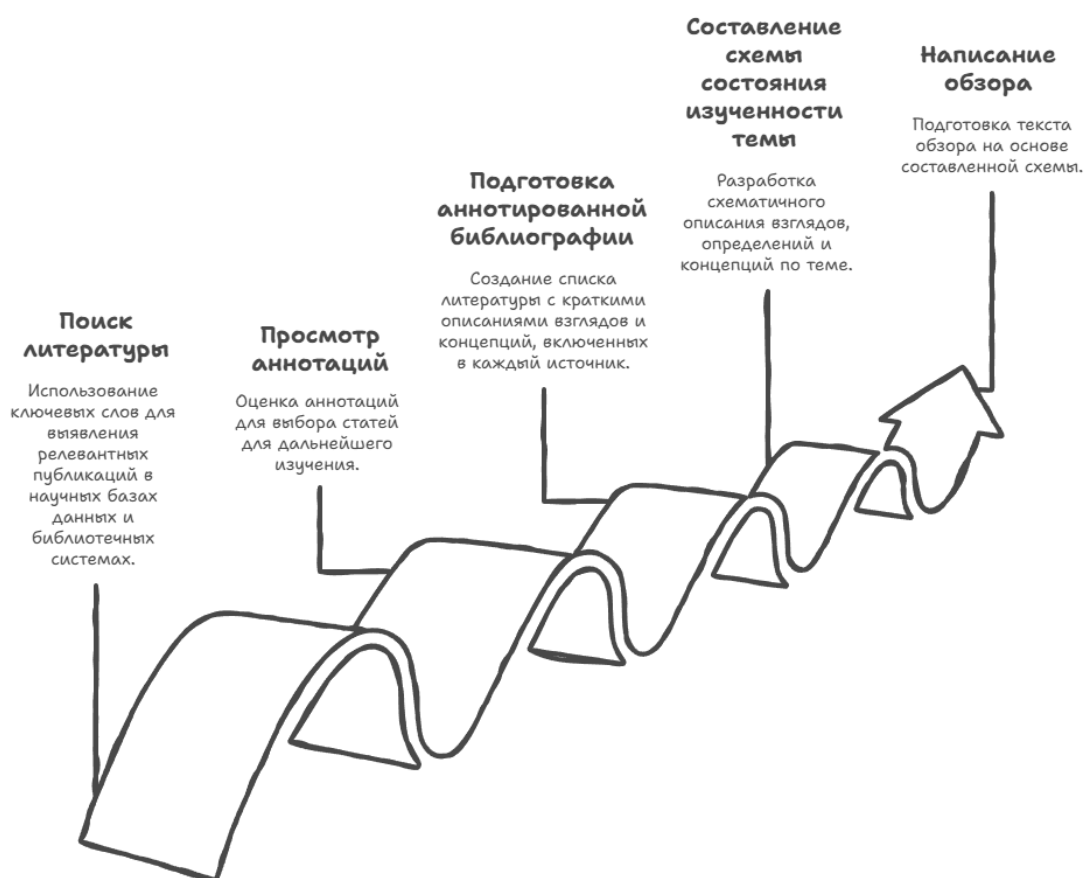 Поиск
литературы
Использование
ключевых слов для
выявления
релевантных
публикаций в
научных базах
данных и
библиотечных
системах.
Просмотр
аннотаций
Оценка аннотаций
для выбора статей
для дальнейшего
изучения.
Подготовка
аннотированной
библиографии
Создание списка
литературы с краткими
описаниями взглядов и
концепций, включенных
в каждый источник.
Составление
схемы
состояния
изученности
темы
Разработка
схематичного
описания взглядов,
определений и
концепций по теме.
Написание
обзора
Подготовка текста
обзора на основе
составленной схемы.